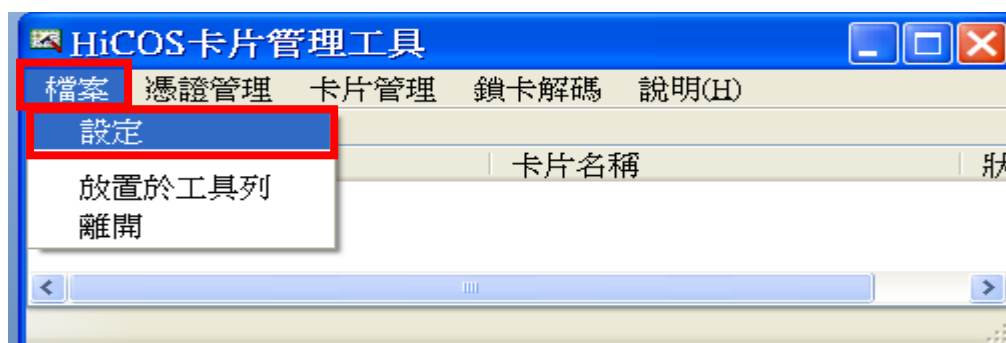 HiCOS卡片管理工具
檔案 憑證管理 卡片管理 鎖卡解碼 說明(H)
設定
卡片名稱 狀
放置於工具列
離開